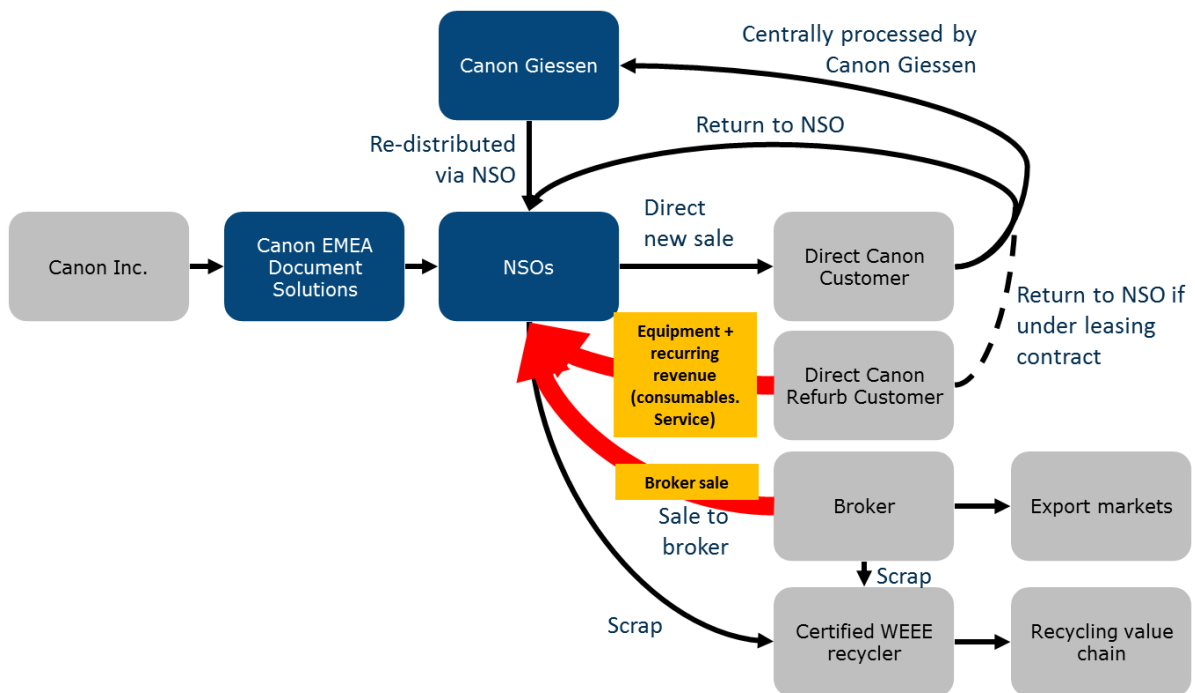 Centrally processed by
Canon Giessen
Canon Giessen
Return to NSO
Re-distributed
via NSO
Direct
new sale
Canon Inc.
Canon EMEA
Document
Solutions
NSOs
Direct Canon
Customer
Return to NSO if
under leasing
contract
Equipment +
recurring
revenue
(consumables.
Service)
Direct Canon
Refurb Customer
Broker sale
Sale to
broker
Broker
Export markets
Scrap
Scrap
Certified WEEE
recycler
Recycling value
chain